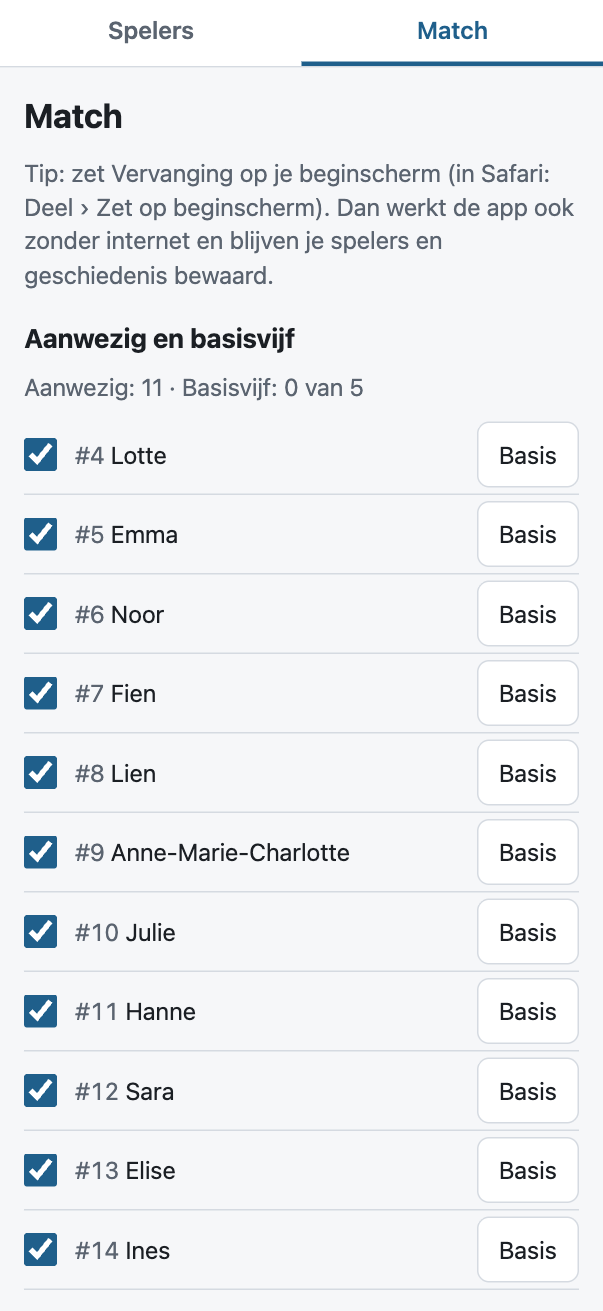 Spelers
Match
Match
Tip: zet Vervanging op je beginscherm (in Safari:
Deel › Zet op beginscherm). Dan werkt de app ook
zonder internet en blijven je spelers en
geschiedenis bewaard.
Aanwezig en basisvijf
Aanwezig: 11 · Basisvijf: 0 van 5
#4 Lotte Basis
#5 Emma Basis
#6 Noor Basis
#7 Fien Basis
#8 Lien Basis
#9 Anne-Marie-Charlotte Basis
#10 Julie Basis
#11 Hanne Basis
#12 Sara Basis
#13 Elise Basis
#14 Ines Basis